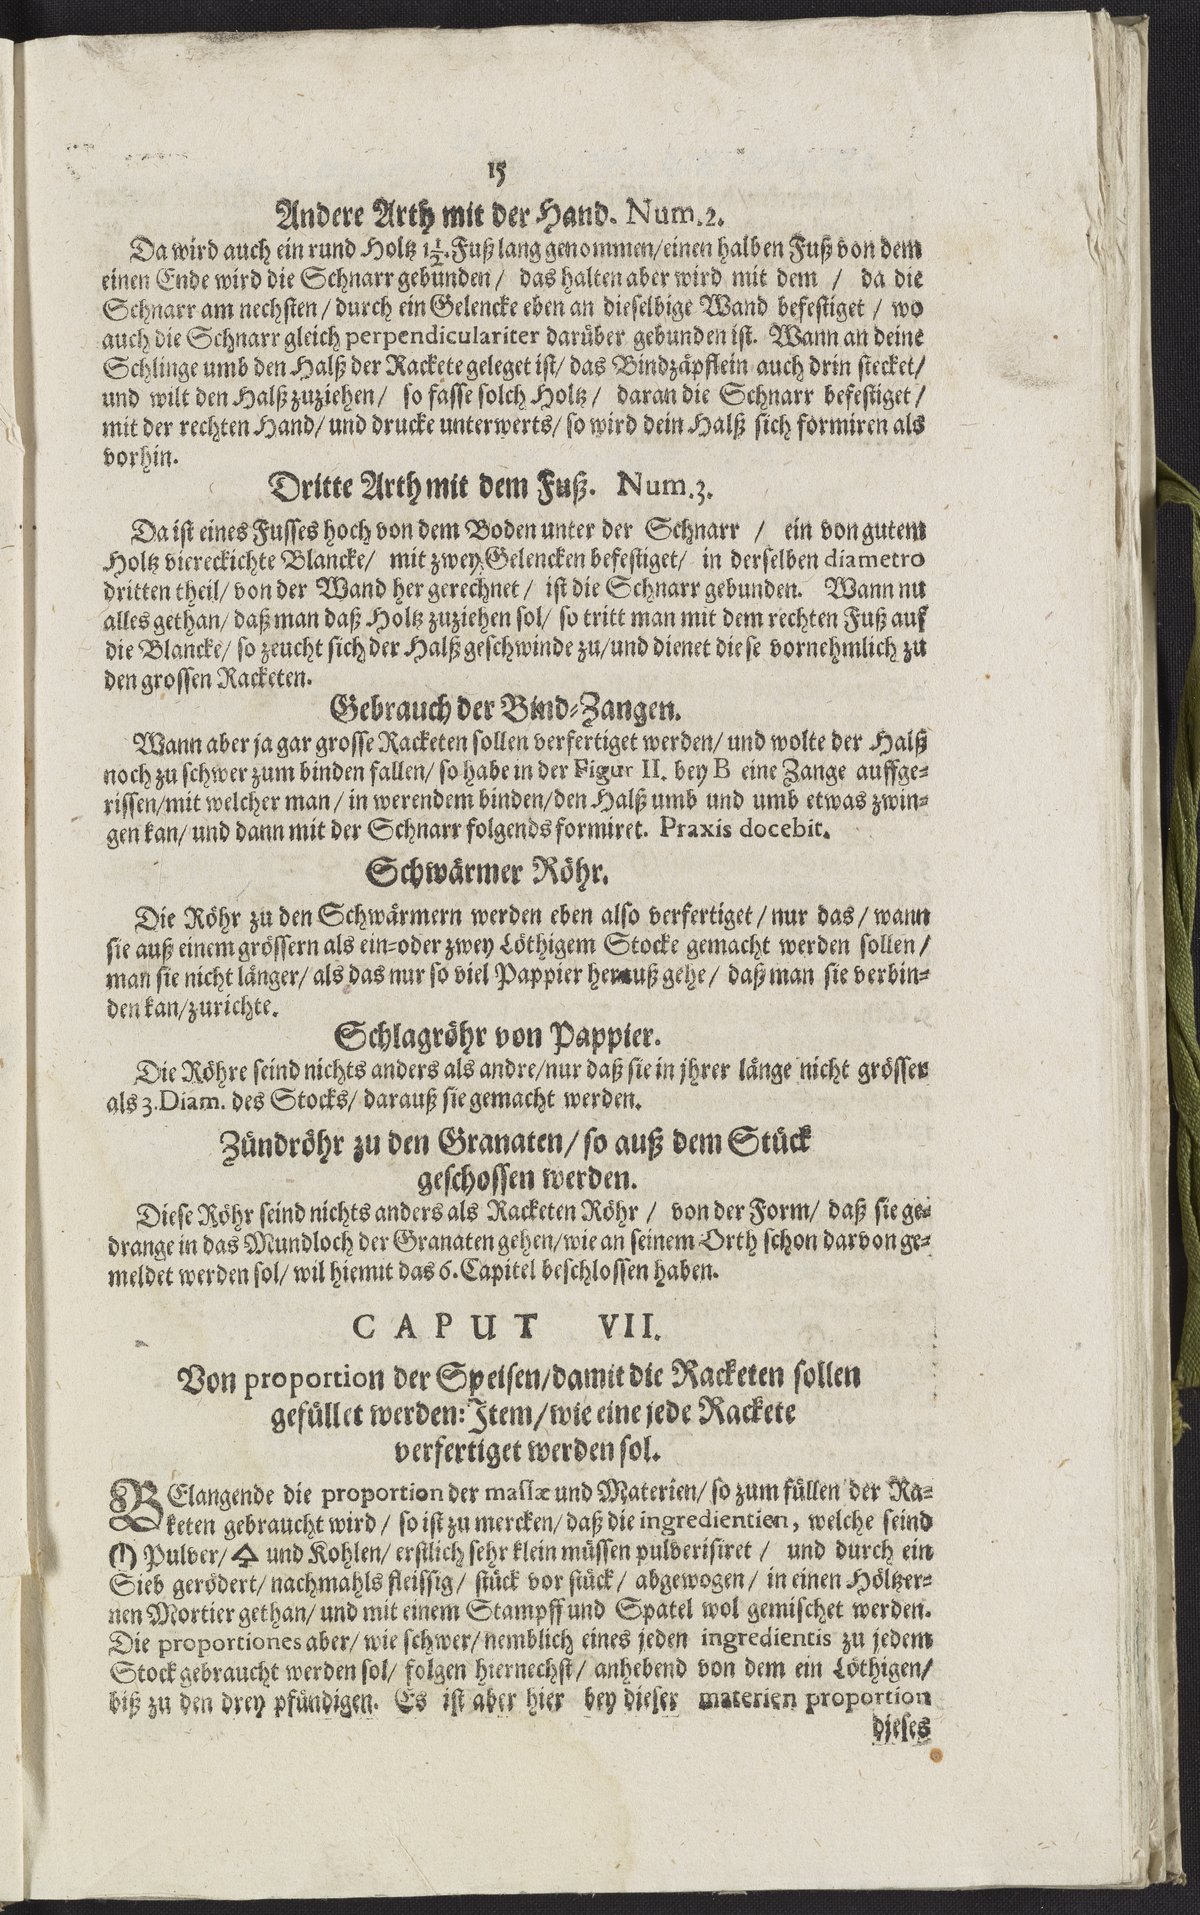 15
Andere Arth mit der Hand. Num. 2.
Da wird auch ein rund Holtz 1 1/2. Fuß lang genommen/ einen halben Fuß von dem
einen Ende wird die Schnarr gebunden/ das halten aber wird mit dem / da die
Schnarr am nechsten/ durch ein Gelencke eben an dieselbige Wand befestiget / wo
auch die Schnarr gleich perpendiculariter darüber gebunden ist. Wann an deine
Schlinge umb den Halß der Rackete geleget ist/ das Bindzäpflein auch drin stecket/
und wilt den Halß zuziehen/ so fasse solch Holtz/ daran die Schnarr befestiget/
mit der rechten Hand/ und drucke unterwerts/ so wird dein Halß sich formiren als
vorhin.
Dritte Arth mit dem Fuß. Num. 3.
Da ist eines Fusses hoch von dem Boden unter der Schnarr / ein von gutem
Holtz viereckichte Blancke/ mit zwey Gelencken befestiget/ in derselben diametro
dritten theil/ von der Wand her gerechnet / ist die Schnarr gebunden. Wann nu
alles gethan/ daß man daß Holtz zuziehen sol/ so tritt man mit dem rechten Fuß auf
die Blancke/ so zeucht sich der Halß geschwinde zu/ und dienet diese vornehmlich zu
den grossen Racketen.
Gebrauch der Bind-Zangen.
Wann aber ja gar grosse Racketen sollen verfertiget werden/ und wolte der Halß
noch zu schwer zum binden fallen/ so habe in der Figur II. bey B eine Zange auffge-
rissen/ mit welcher man/ in werendem binden/ den Halß umb und umb etwas zwin-
gen kan/ und dann mit der Schnarr folgends formiret. Praxis docebit.
Schwärmer Röhr.
Die Röhr zu den Schwärmern werden eben also verfertiget/ nur das/ wann
sie auß einem grössern als ein-oder zwey Löthigem Stocke gemacht werden sollen/
man sie nicht länger/ als das nur so viel Pappier herauß gehe/ daß man sie verbin-
den kan/ zurichte.
Schlagröhr von Pappier.
Die Röhre seind nichts anders als andre/ nur daß sie in jhrer länge nicht grösser
als 3. Diam. des Stocks/ darauß sie gemacht werden.
Zündröhr zu den Granaten/ so auß dem Stück
geschossen werden.
Diese Röhr seind nichts anders als Racketen Röhr / von der Form/ daß sie ge-
drange in das Mundloch der Granaten gehen/ wie an seinem Orth schon darvon ge-
meldet werden sol/ wil hiemit das 6. Capitel beschlossen haben.
CAPUT VII.
Von proportion der Speisen/ damit die Racketen sollen
gefüllet werden: Item/ wie eine jede Rackete
verfertiget werden sol.
BElangende die proportion der massæ und Materien/ so zum füllen der Ra-
keten gebraucht wird/ so ist zu mercken/ daß die ingredientien, welche seind
Pulver/ 🜍 und Kohlen/ erstlich sehr klein müssen pulverisiret / und durch ein
Sieb gerödert/ nachmahls fleissig/ stück vor stück/ abgewogen/ in einen Höltzer-
nen Mortier gethan/ und mit einem Stampff und Spatel wol gemischet werden.
Die proportiones aber/ wie schwer/ nemblich eines jeden ingredientis zu jedem
Stock gebraucht werden sol/ folgen hiernechst/ anhebend von dem ein Löthigen/
biß zu den drey pfündigen. Es ist aber hier bey dieser materien proportion
dieses